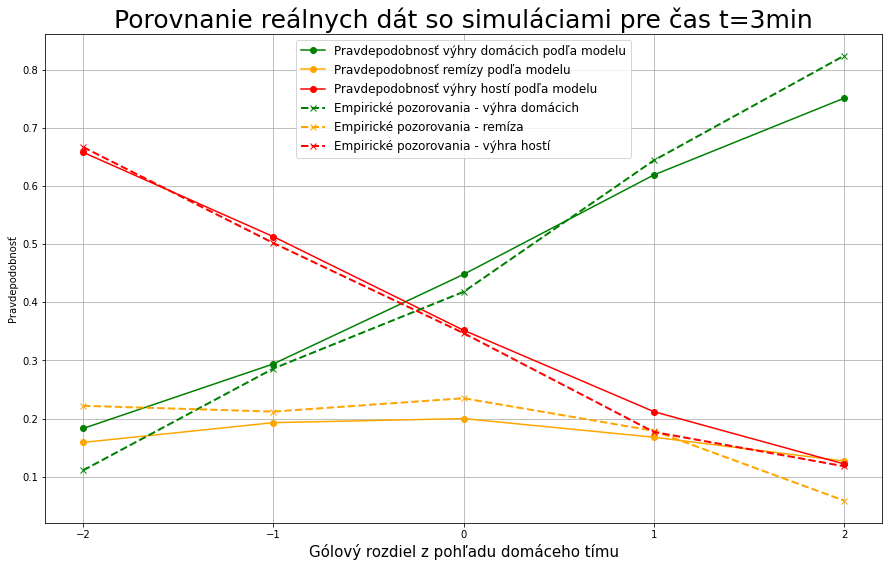 Porovnanie reálnych dát so simuláciami pre čas t=3min
Pravdepodobnosť výhry domácich podľa modelu
Pravdepodobnosť remízy podľa modelu
Pravdepodobnosť výhry hostí podľa modelu
Empirické pozorovania - výhra domácich
Empirické pozorovania - remíza
Empirické pozorovania - výhra hostí
Pravdepodobnosť
0.8
0.7
0.6
0.5
0.4
0.3
0.2
0.1
−2 −1 0 1 2
Gólový rozdiel z pohľadu domáceho tímu